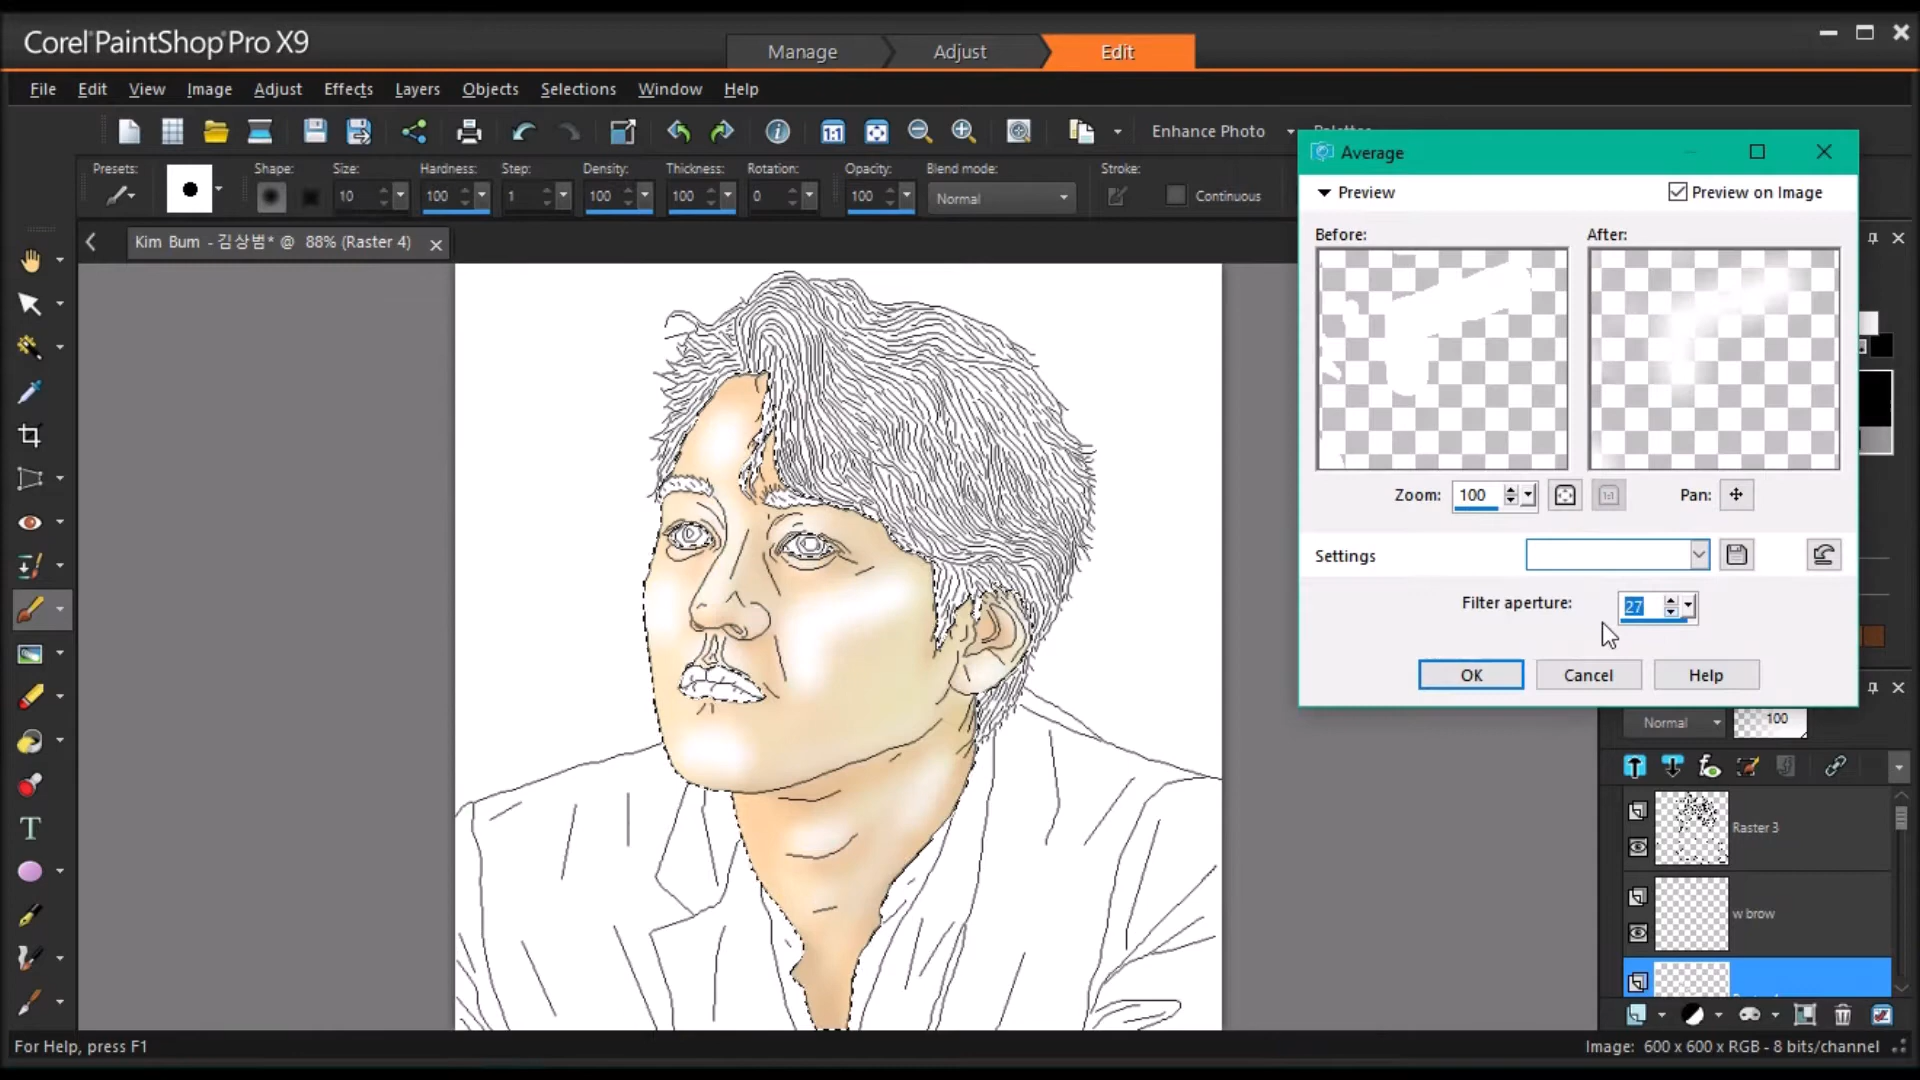 Corel PaintShop Pro X9
Manage
Adjust
Edit
File
Edit
View
Image
Adjust
Effects
Layers
Objects
Selections
Window
Help
Enhance Photo
Presets:
Shape:
Size:
Hardness:
Step:
Density:
Thickness:
Rotation:
Opacity:
Blend mode:
Stroke:
10
100
1
100
100
0
100
Normal
Continuous
Kim Bum - 김상범* @ 88% (Raster 4)
Average
Preview
Preview on Image
Before:
After:
Zoom:
100
Pan:
Settings
Filter aperture:
27
OK
Cancel
Help
Normal
100
Raster 3
w brow
For Help, press F1
Image: 600 x 600 x RGB - 8 bits/channel